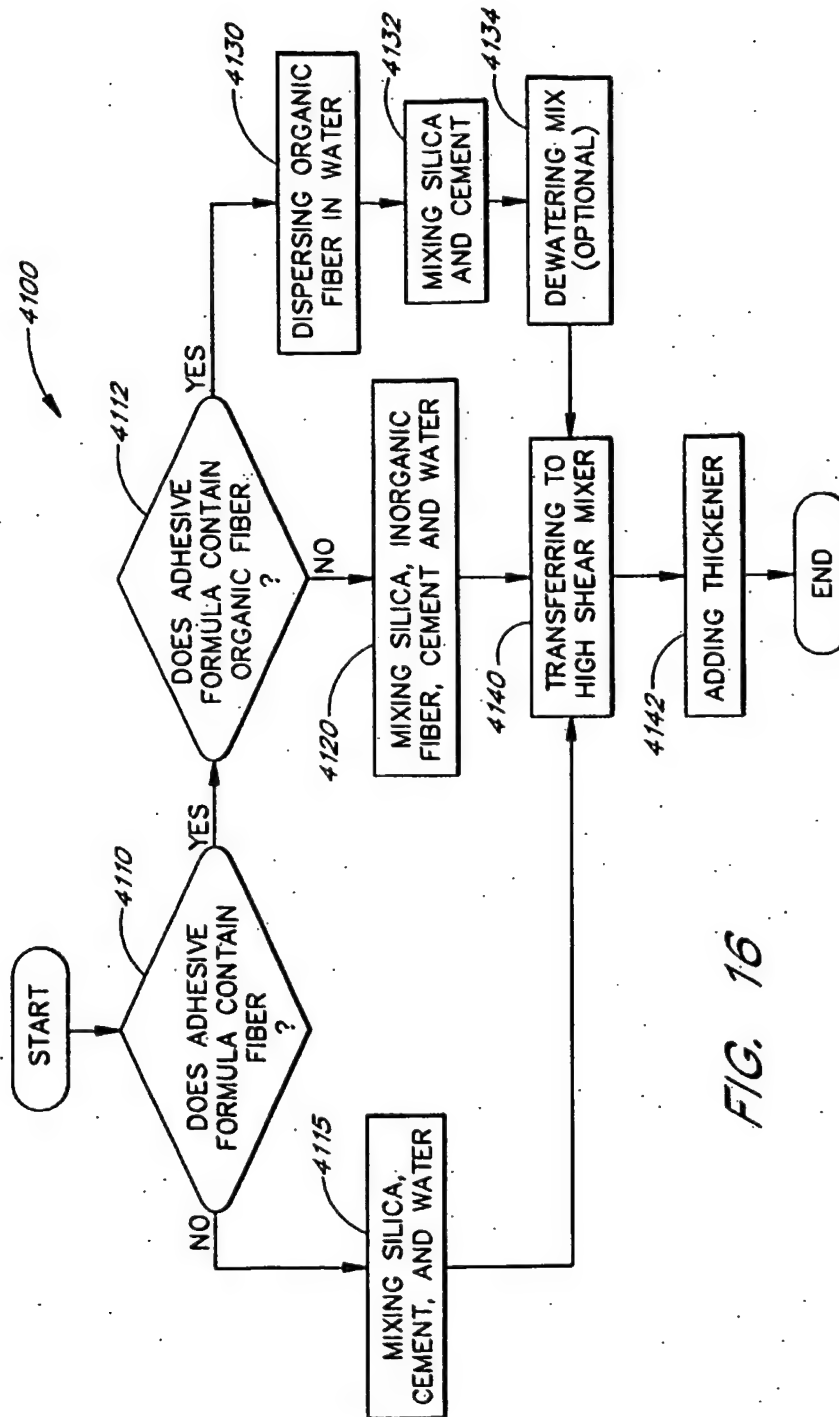 4100
START
4110
DOES ADHESIVE
FORMULA CONTAIN
FIBER
?
NO
YES
4112
DOES ADHESIVE
FORMULA CONTAIN
ORGANIC FIBER.
?
YES
NO
4115
MIXING SILICA,
CEMENT, AND WATER
4120
MIXING SILICA, INORGANIC
FIBER, CEMENT AND WATER
4130
DISPERSING ORGANIC
FIBER IN WATER
4132
MIXING SILICA
AND CEMENT
4134
DEWATERING MIX
(OPTIONAL)
4140
TRANSFERRING TO
HIGH SHEAR MIXER
4142
ADDING THICKENER
END
FIG. 16